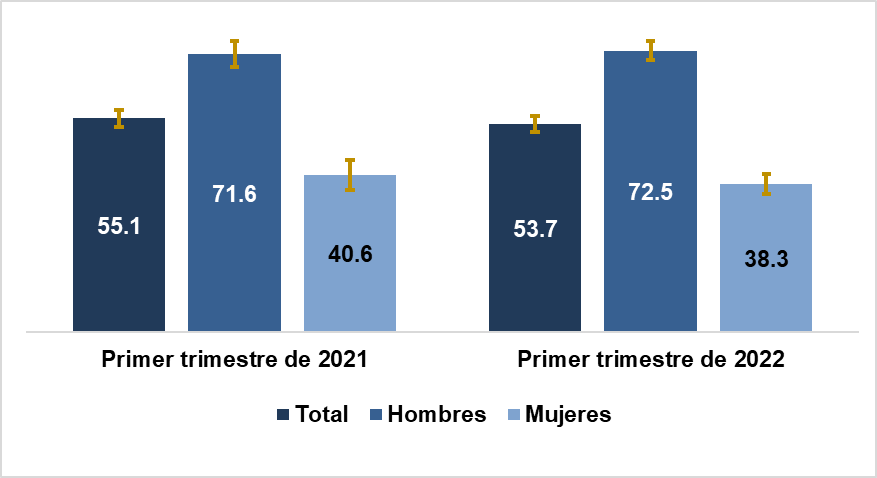 55.1
71.6
40.6
53.7
72.5
38.3
Primer trimestre de 2021
Primer trimestre de 2022
Total
Hombres
Mujeres